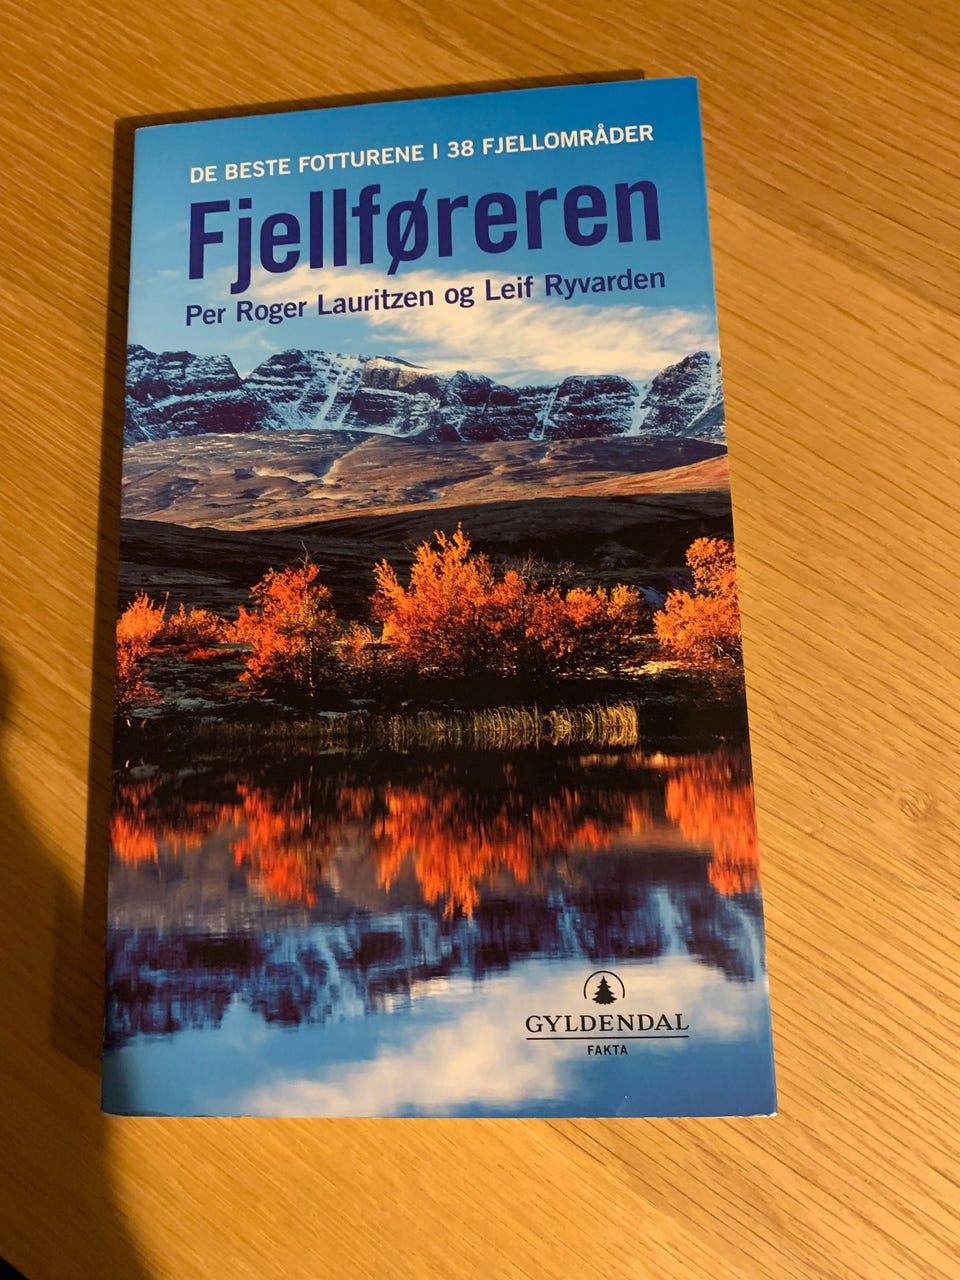 DE BESTE FOTTURENE I 38 FJELLOMRÅDER
Fjellføreren
Per Roger Lauritzen og Leif Ryvarden
GYLDENDAL
FAKTA